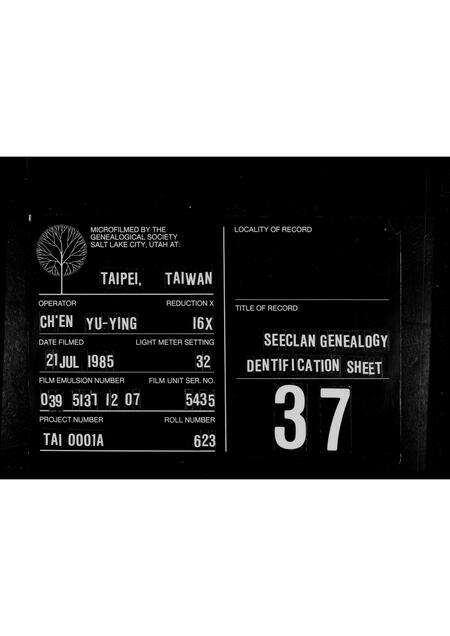 MICROFILMED BY THE
GENEALOGICAL SOCIETY
SALT LAKE CITY, UTAH AT:
TAIPEI, TAIWAN
OPERATOR REDUCTION X
CH'EN YU-YING 16X
DATE FILMED LIGHT METER SETTING
21 JUL 1985 32
FILM EMULSION NUMBER FILM UNIT SER. NO.
039 5137 12 07 5435
PROJECT NUMBER ROLL NUMBER
TAI 0001A 623
LOCALITY OF RECORD
TITLE OF RECORD
SEECLAN GENEALOGY
DENTIFICATION SHEET
37